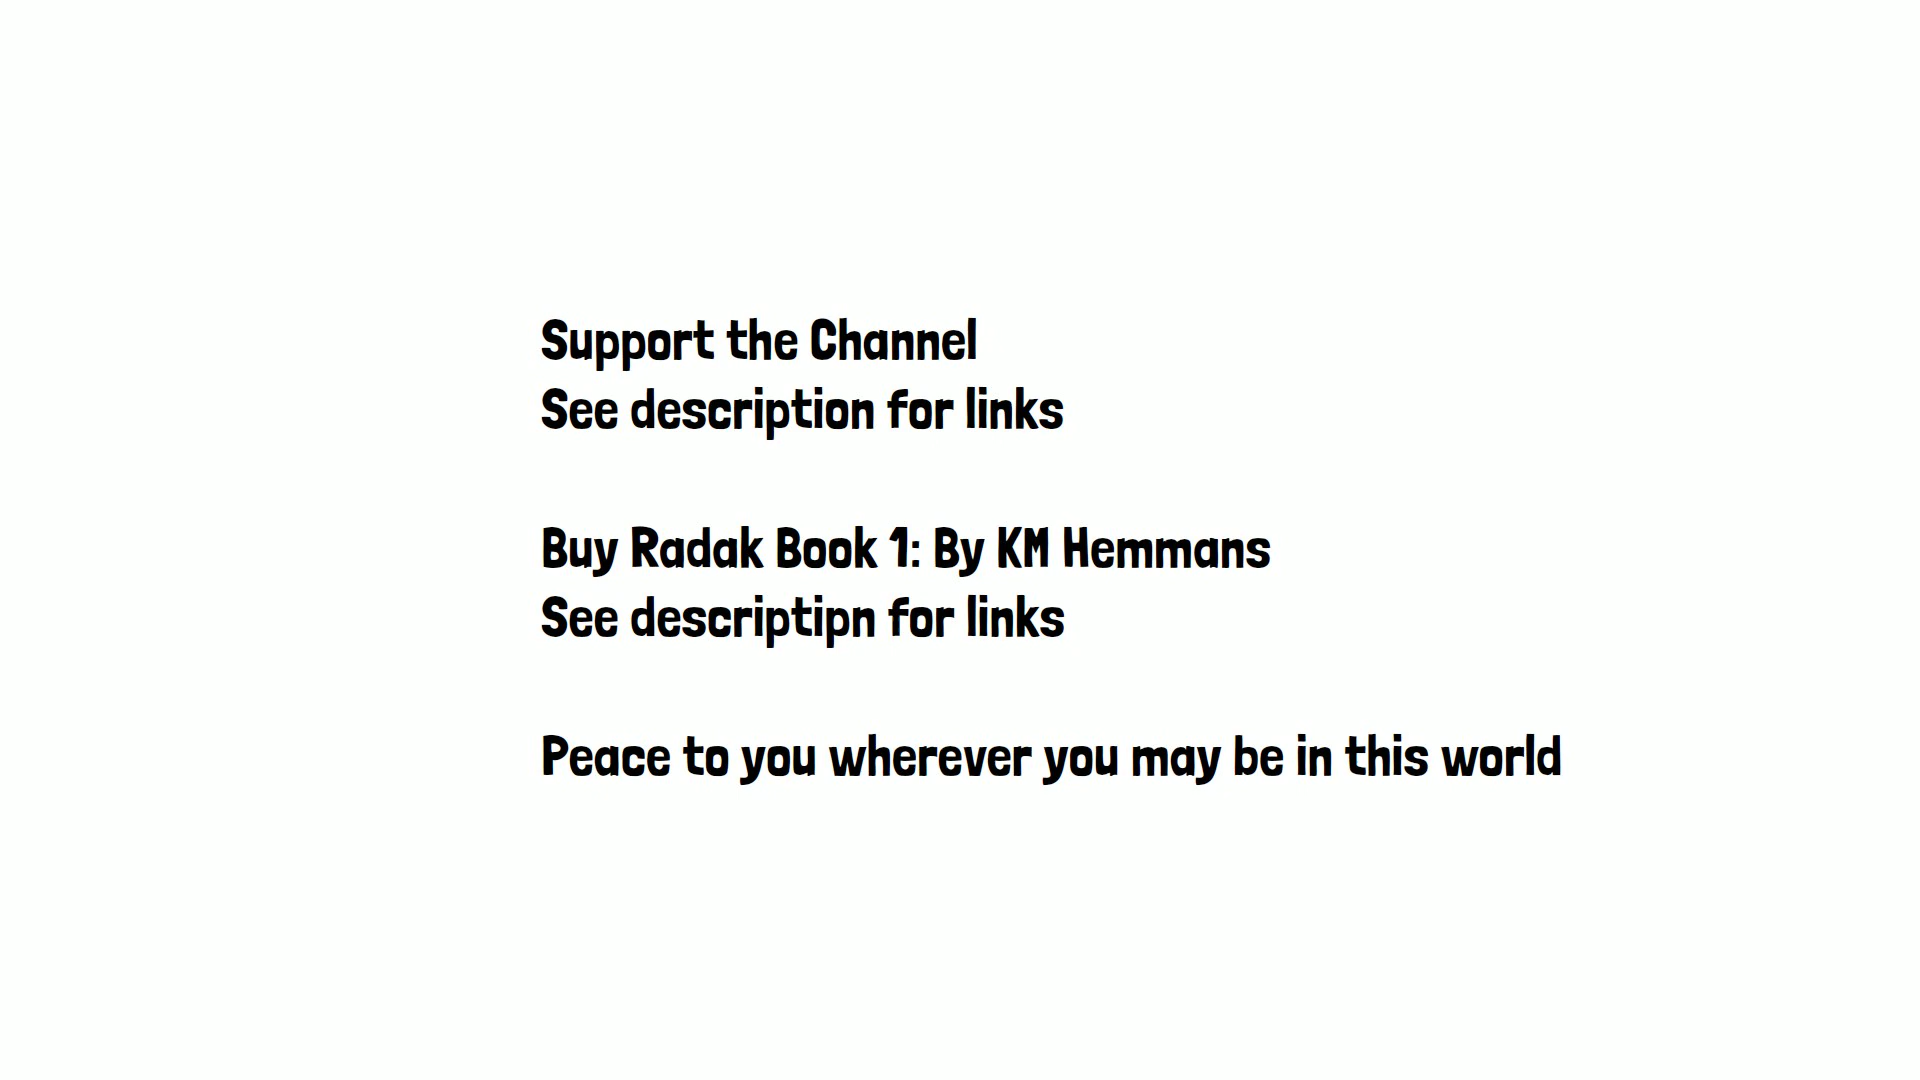 Support the Channel
See description for links
Buy Radak Book 1: By KM Hemmans
See descriptipn for links
Peace to you wherever you may be in this world